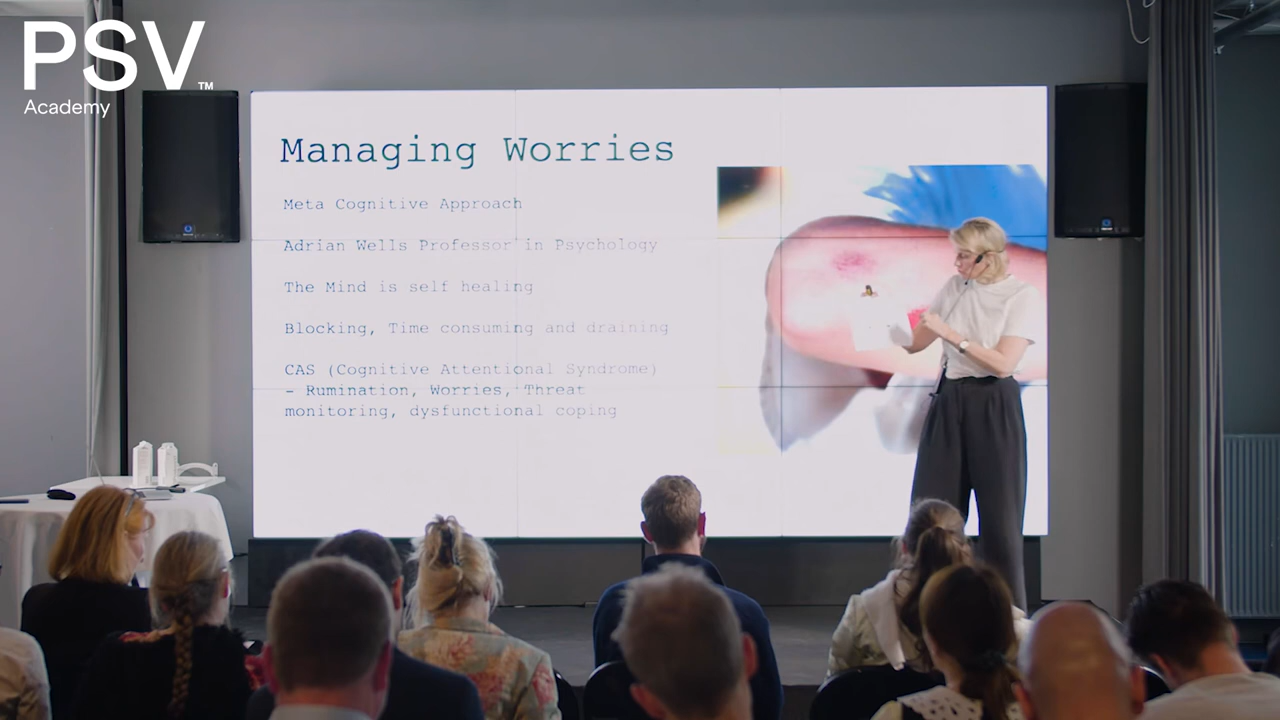 PSV™
Academy
Managing Worries
Meta Cognitive Approach
Adrian Wells Professor in Psychology
The Mind is self healing
Blocking, Time consuming and draining
CAS (Cognitive Attentional Syndrome)
– Rumination, Worries, Threat
monitoring, dysfunctional coping